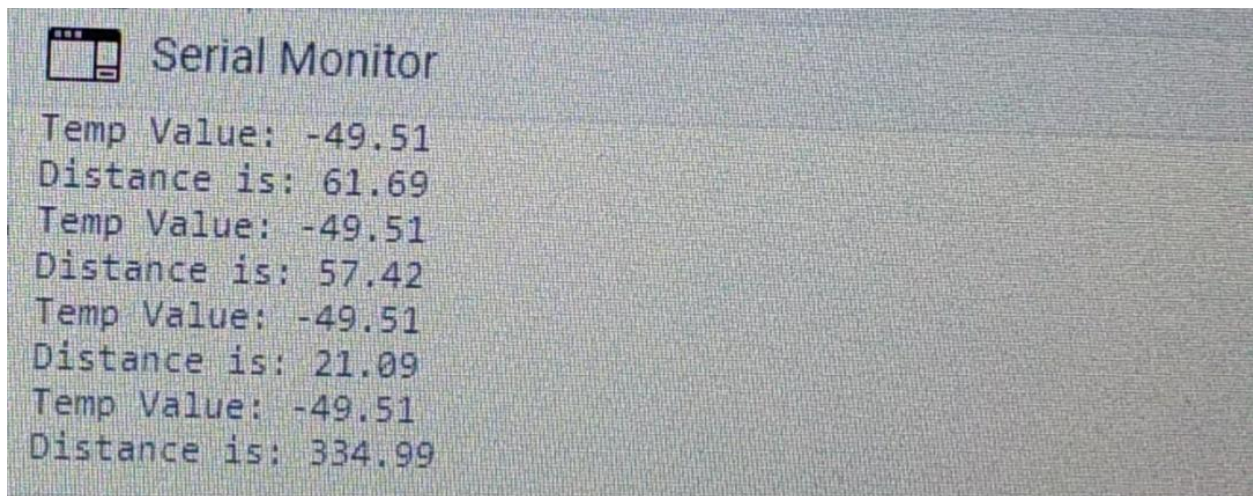 Serial Monitor
Temp Value: -49.51
Distance is: 61.69
Temp Value: -49.51
Distance is: 57.42
Temp Value: -49.51
Distance is: 21.09
Temp Value: -49.51
Distance is: 334.99